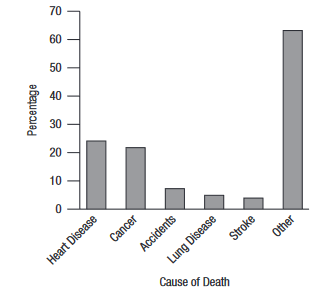 70
60
50
40
30
20
10
0
Percentage
Heart Disease
Cancer
Accidents
Lung Disease
Stroke
Other
Cause of Death